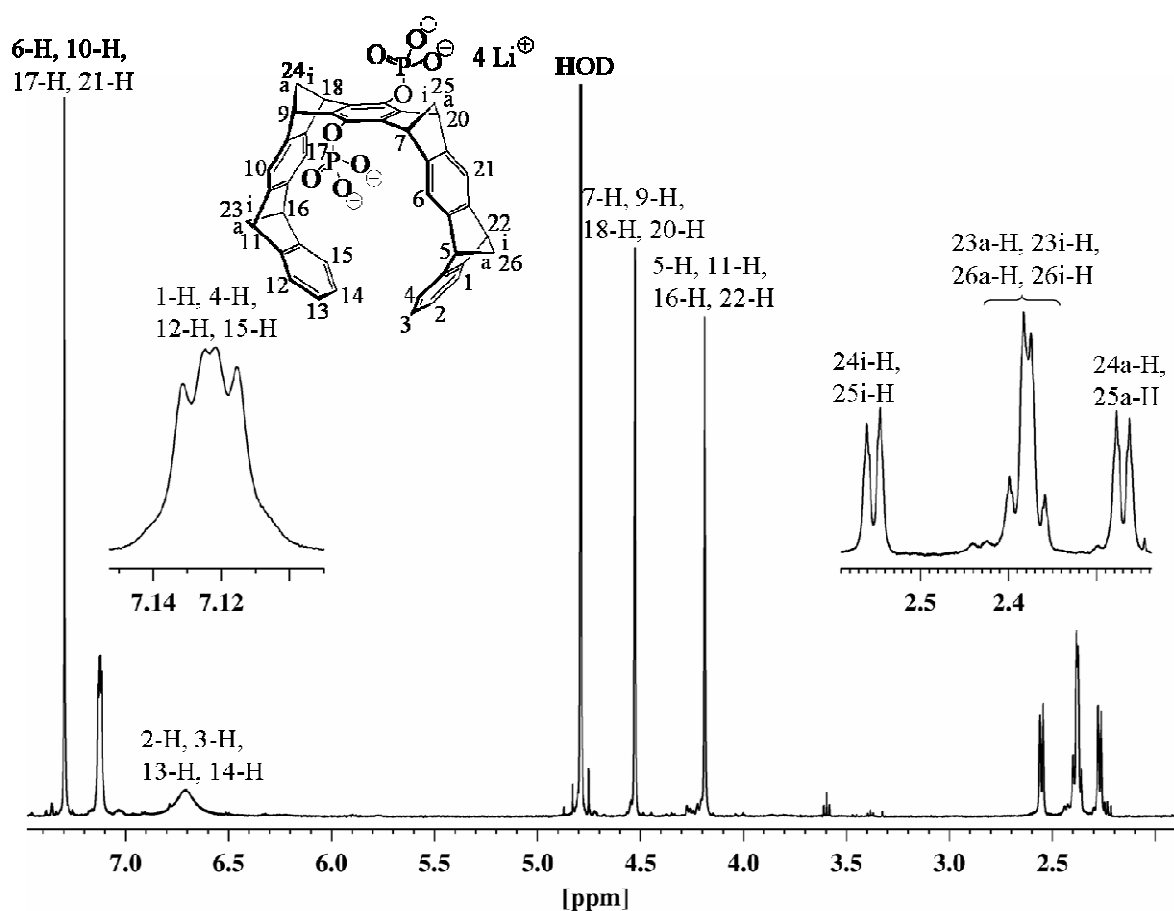 6-H, 10-H,
17-H, 21-H
O
O=P-O⊖ 4 Li⊕
O
24 i
a
18
9
i 25
a
20
7
HOD
O
17 P-O⊖
O O⊖
10
21
6
i
23
a
16
11
22
5
i
a 26
15
12
14
13
1
4
2
3
1-H, 4-H,
12-H, 15-H
7.14 7.12
7-H, 9-H,
18-H, 20-H
5-H, 11-H,
16-H, 22-H
23a-H, 23i-H,
26a-H, 26i-H
24i-H,
25i-H
24a-H,
25a-H
2.5 2.4
2-H, 3-H,
13-H, 14-H
7.0 6.5 6.0 5.5 5.0 4.5 4.0 3.5 3.0 2.5
[ppm]